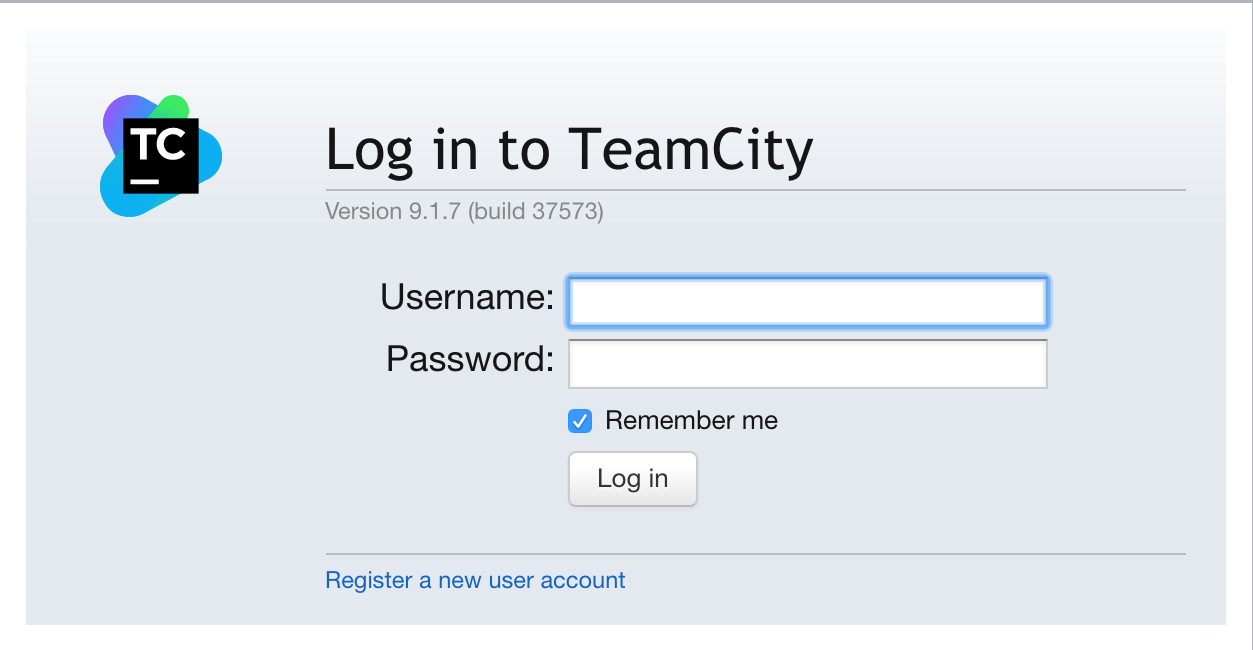 TC
Log in to TeamCity
Version 9.1.7 (build 37573)
Username:
Password:
Remember me
Log in
Register a new user account